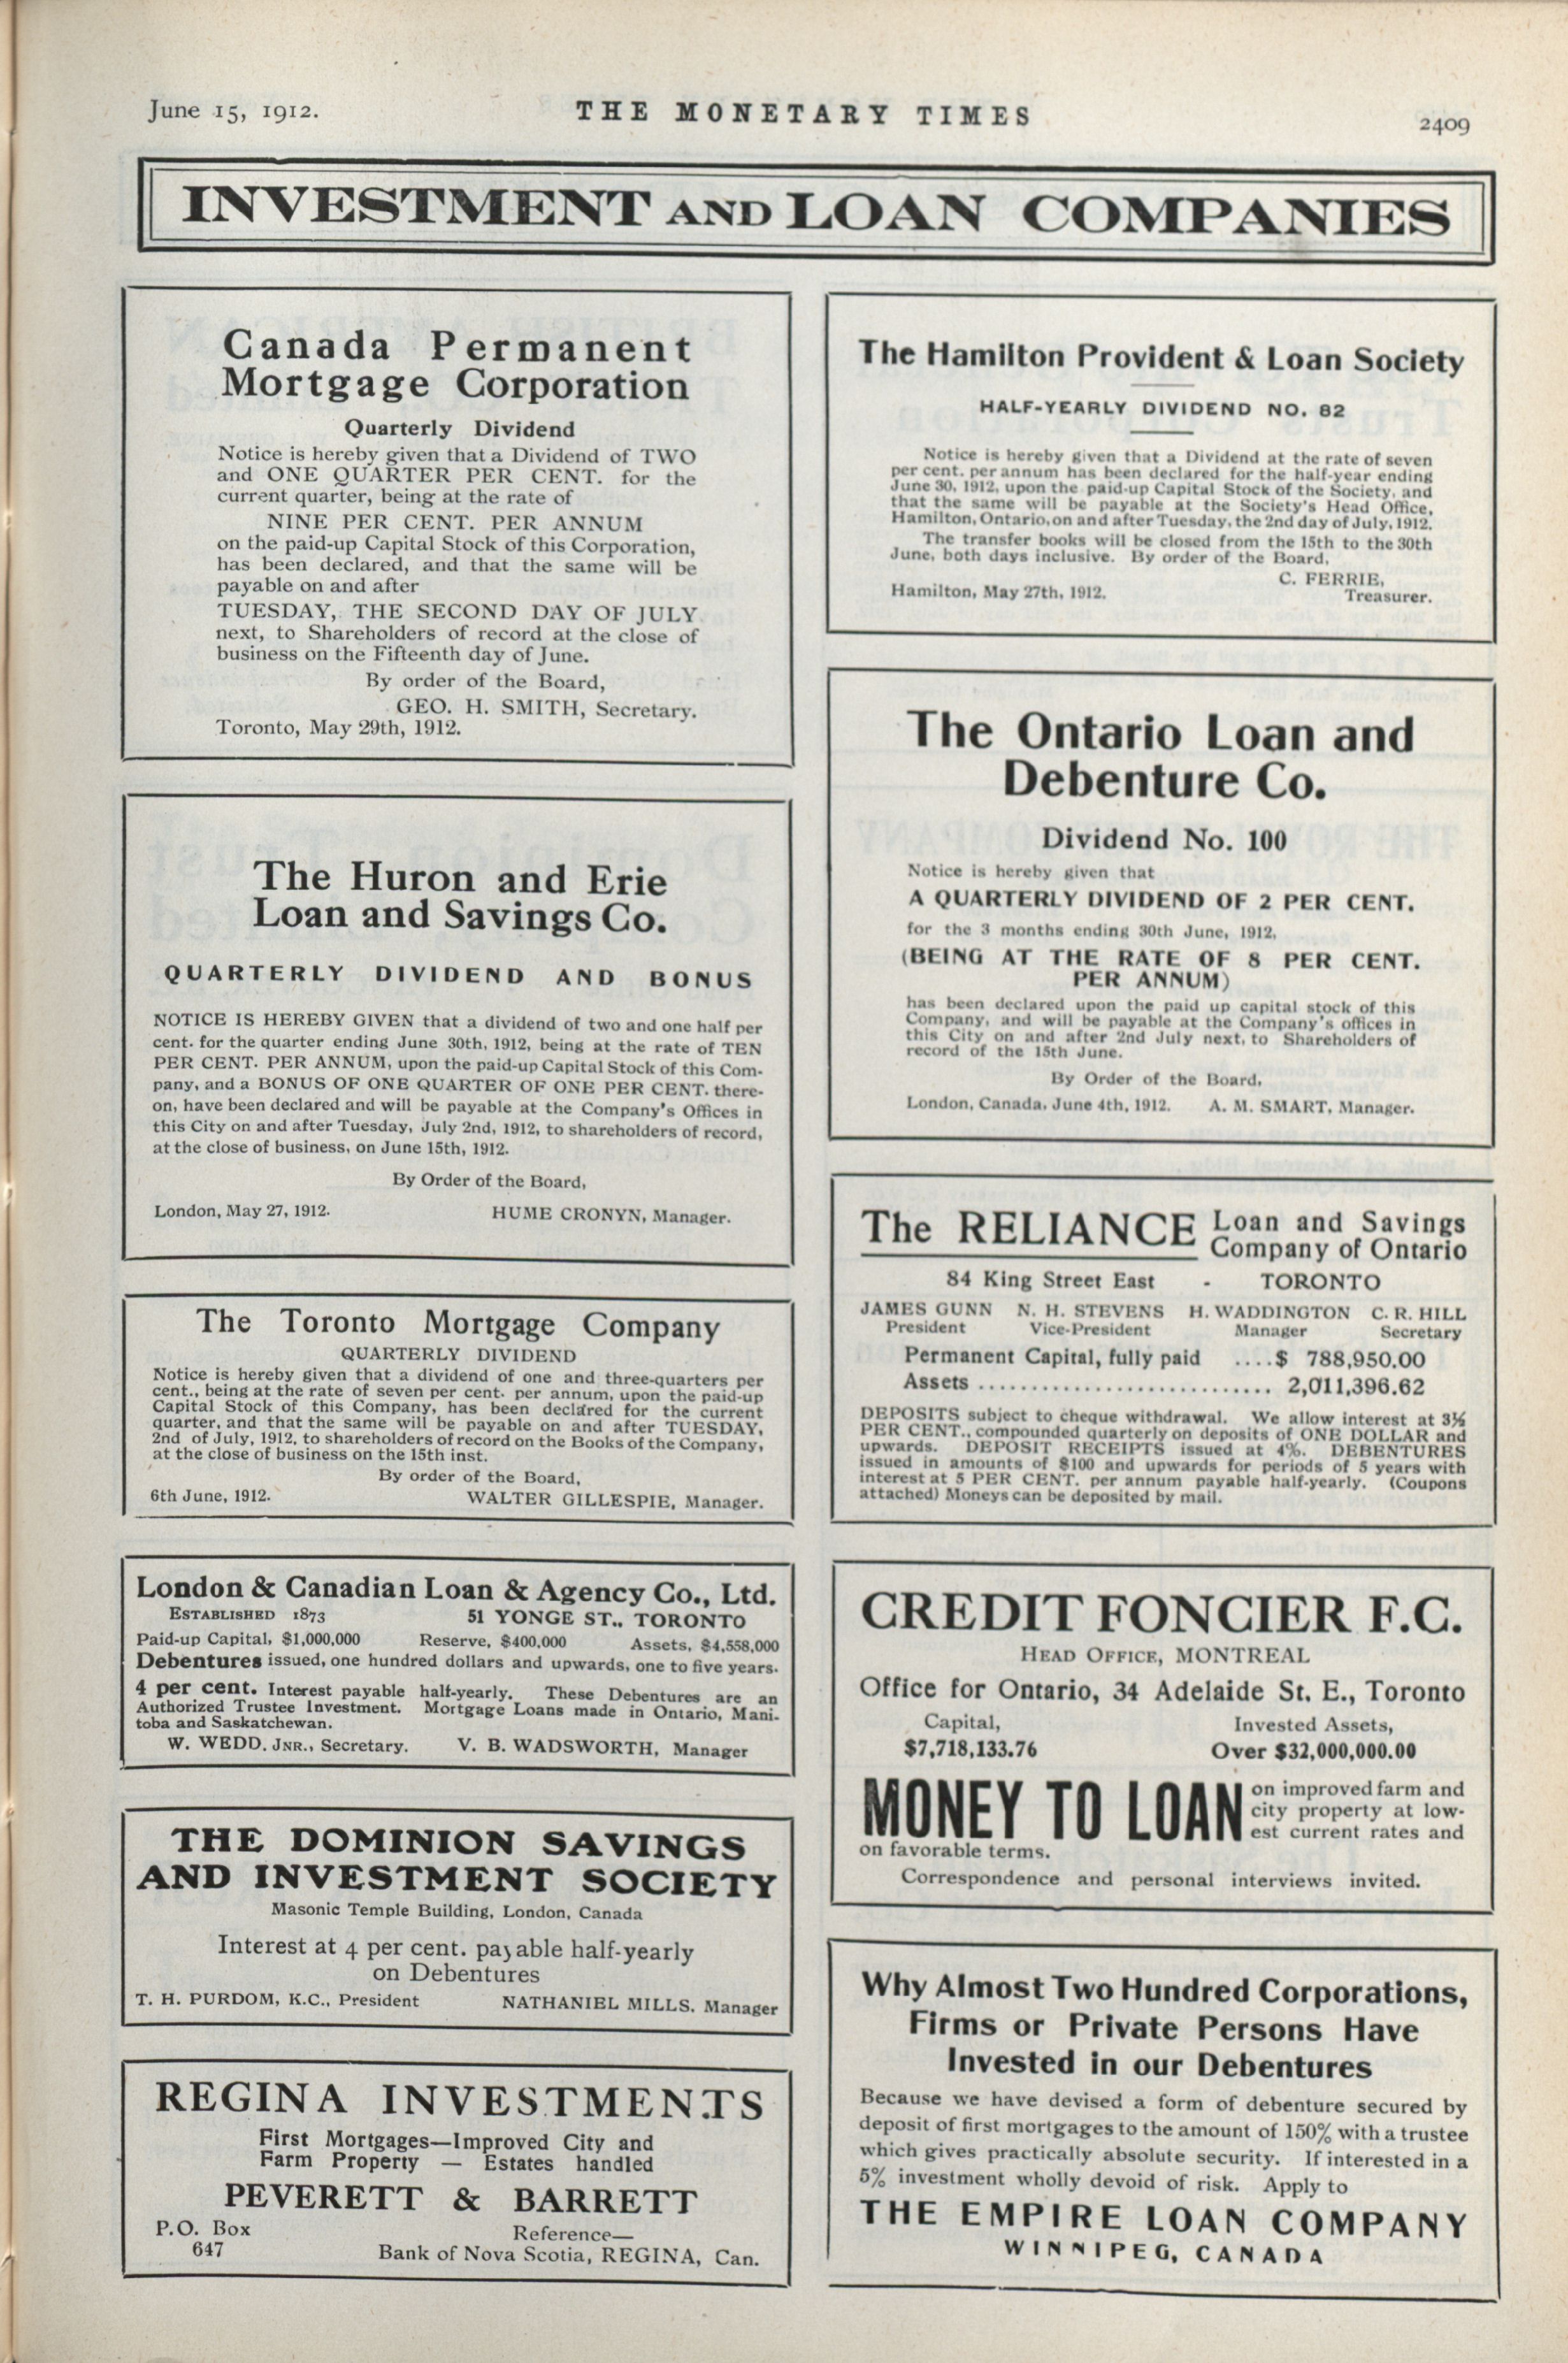 June 15, 1912.
THE MONETARY TIMES
2409
INVESTMENT AND LOAN COMPANIES
Canada Permanent
Mortgage Corporation
Quarterly Dividend
Notice is hereby given that a Dividend of TWO
and ONE QUARTER PER CENT. for the
current quarter, being at the rate of
NINE PER CENT. PER ANNUM
on the paid-up Capital Stock of this Corporation,
has been declared, and that the same will be
payable on and after
TUESDAY, THE SECOND DAY OF JULY
next, to Shareholders of record at the close of
business on the Fifteenth day of June.
By order of the Board,
GEO. H. SMITH, Secretary.
Toronto, May 29th, 1912.
The Huron and Erie
Loan and Savings Co.
QUARTERLY DIVIDEND AND BONUS
NOTICE IS HEREBY GIVEN that a dividend of two and one half per
cent. for the quarter ending June 30th, 1912, being at the rate of TEN
PER CENT. PER ANNUM, upon the paid-up Capital Stock of this Com-
pany, and a BONUS OF ONE QUARTER OF ONE PER CENT. there-
on, have been declared and will be payable at the Company's Offices in
this City on and after Tuesday, July 2nd, 1912, to shareholders of record,
at the close of business, on June 15th, 1912.
By Order of the Board,
London, May 27, 1912. HUME CRONYN, Manager.
The Toronto Mortgage Company
QUARTERLY DIVIDEND
Notice is hereby given that a dividend of one and three-quarters per
cent., being at the rate of seven per cent. per annum, upon the paid-up
Capital Stock of this Company, has been declared for the current
quarter, and that the same will be payable on and after TUESDAY,
2nd of July, 1912, to shareholders of record on the Books of the Company,
at the close of business on the 15th inst.
By order of the Board,
6th June, 1912. WALTER GILLESPIE, Manager.
London & Canadian Loan & Agency Co., Ltd.
ESTABLISHED 1873 51 YONGE ST., TORONTO
Paid-up Capital, $1,000,000 Reserve, $400,000 Assets, $4,558,000
Debentures issued, one hundred dollars and upwards, one to five years.
4 per cent. Interest payable half-yearly. These Debentures are an
Authorized Trustee Investment. Mortgage Loans made in Ontario, Mani-
toba and Saskatchewan.
W. WEDD. JNR., Secretary. V. B. WADSWORTH, Manager
THE DOMINION SAVINGS
AND INVESTMENT SOCIETY
Masonic Temple Building, London, Canada
Interest at 4 per cent. payable half-yearly
on Debentures
T. H. PURDOM, K.C., President NATHANIEL MILLS, Manager
REGINA INVESTMENTS
First Mortgages—Improved City and
Farm Property — Estates handled
PEVERETT & BARRETT
P.O. Box Reference—
647 Bank of Nova Scotia, REGINA, Can.
The Hamilton Provident & Loan Society
HALF-YEARLY DIVIDEND NO. 82
Notice is hereby given that a Dividend at the rate of seven
per cent. per annum has been declared for the half-year ending
June 30, 1912, upon the paid-up Capital Stock of the Society, and
that the same will be payable at the Society's Head Office,
Hamilton, Ontario, on and after Tuesday, the 2nd day of July, 1912.
The transfer books will be closed from the 15th to the 30th
June, both days inclusive. By order of the Board,
C. FERRIE,
Hamilton, May 27th, 1912. Treasurer.
The Ontario Loan and
Debenture Co.
Dividend No. 100
Notice is hereby given that
A QUARTERLY DIVIDEND OF 2 PER CENT.
for the 3 months ending 30th June, 1912,
(BEING AT THE RATE OF 8 PER CENT.
PER ANNUM)
has been declared upon the paid up capital stock of this
Company, and will be payable at the Company's offices in
this City on and after 2nd July next, to Shareholders of
record of the 15th June.
By Order of the Board,
London, Canada, June 4th, 1912. A. M. SMART, Manager.
The RELIANCE Loan and Savings
Company of Ontario
84 King Street East - TORONTO
JAMES GUNN N. H. STEVENS H. WADDINGTON C. R. HILL
President Vice-President Manager Secretary
Permanent Capital, fully paid ....$ 788,950.00
Assets ............................ 2,011,396.62
DEPOSITS subject to cheque withdrawal. We allow interest at 3½
PER CENT., compounded quarterly on deposits of ONE DOLLAR and
upwards. DEPOSIT RECEIPTS issued at 4%. DEBENTURES
issued in amounts of $100 and upwards for periods of 5 years with
interest at 5 PER CENT. per annum payable half-yearly. (Coupons
attached) Moneys can be deposited by mail.
CREDIT FONCIER F.C.
HEAD OFFICE, MONTREAL
Office for Ontario, 34 Adelaide St. E., Toronto
Capital, Invested Assets,
$7,718,133.76 Over $32,000,000.00
MONEY TO LOAN on improved farm and
city property at low-
est current rates and
on favorable terms.
Correspondence and personal interviews invited.
Why Almost Two Hundred Corporations,
Firms or Private Persons Have
Invested in our Debentures
Because we have devised a form of debenture secured by
deposit of first mortgages to the amount of 150% with a trustee
which gives practically absolute security. If interested in a
5% investment wholly devoid of risk. Apply to
THE EMPIRE LOAN COMPANY
WINNIPEG, CANADA